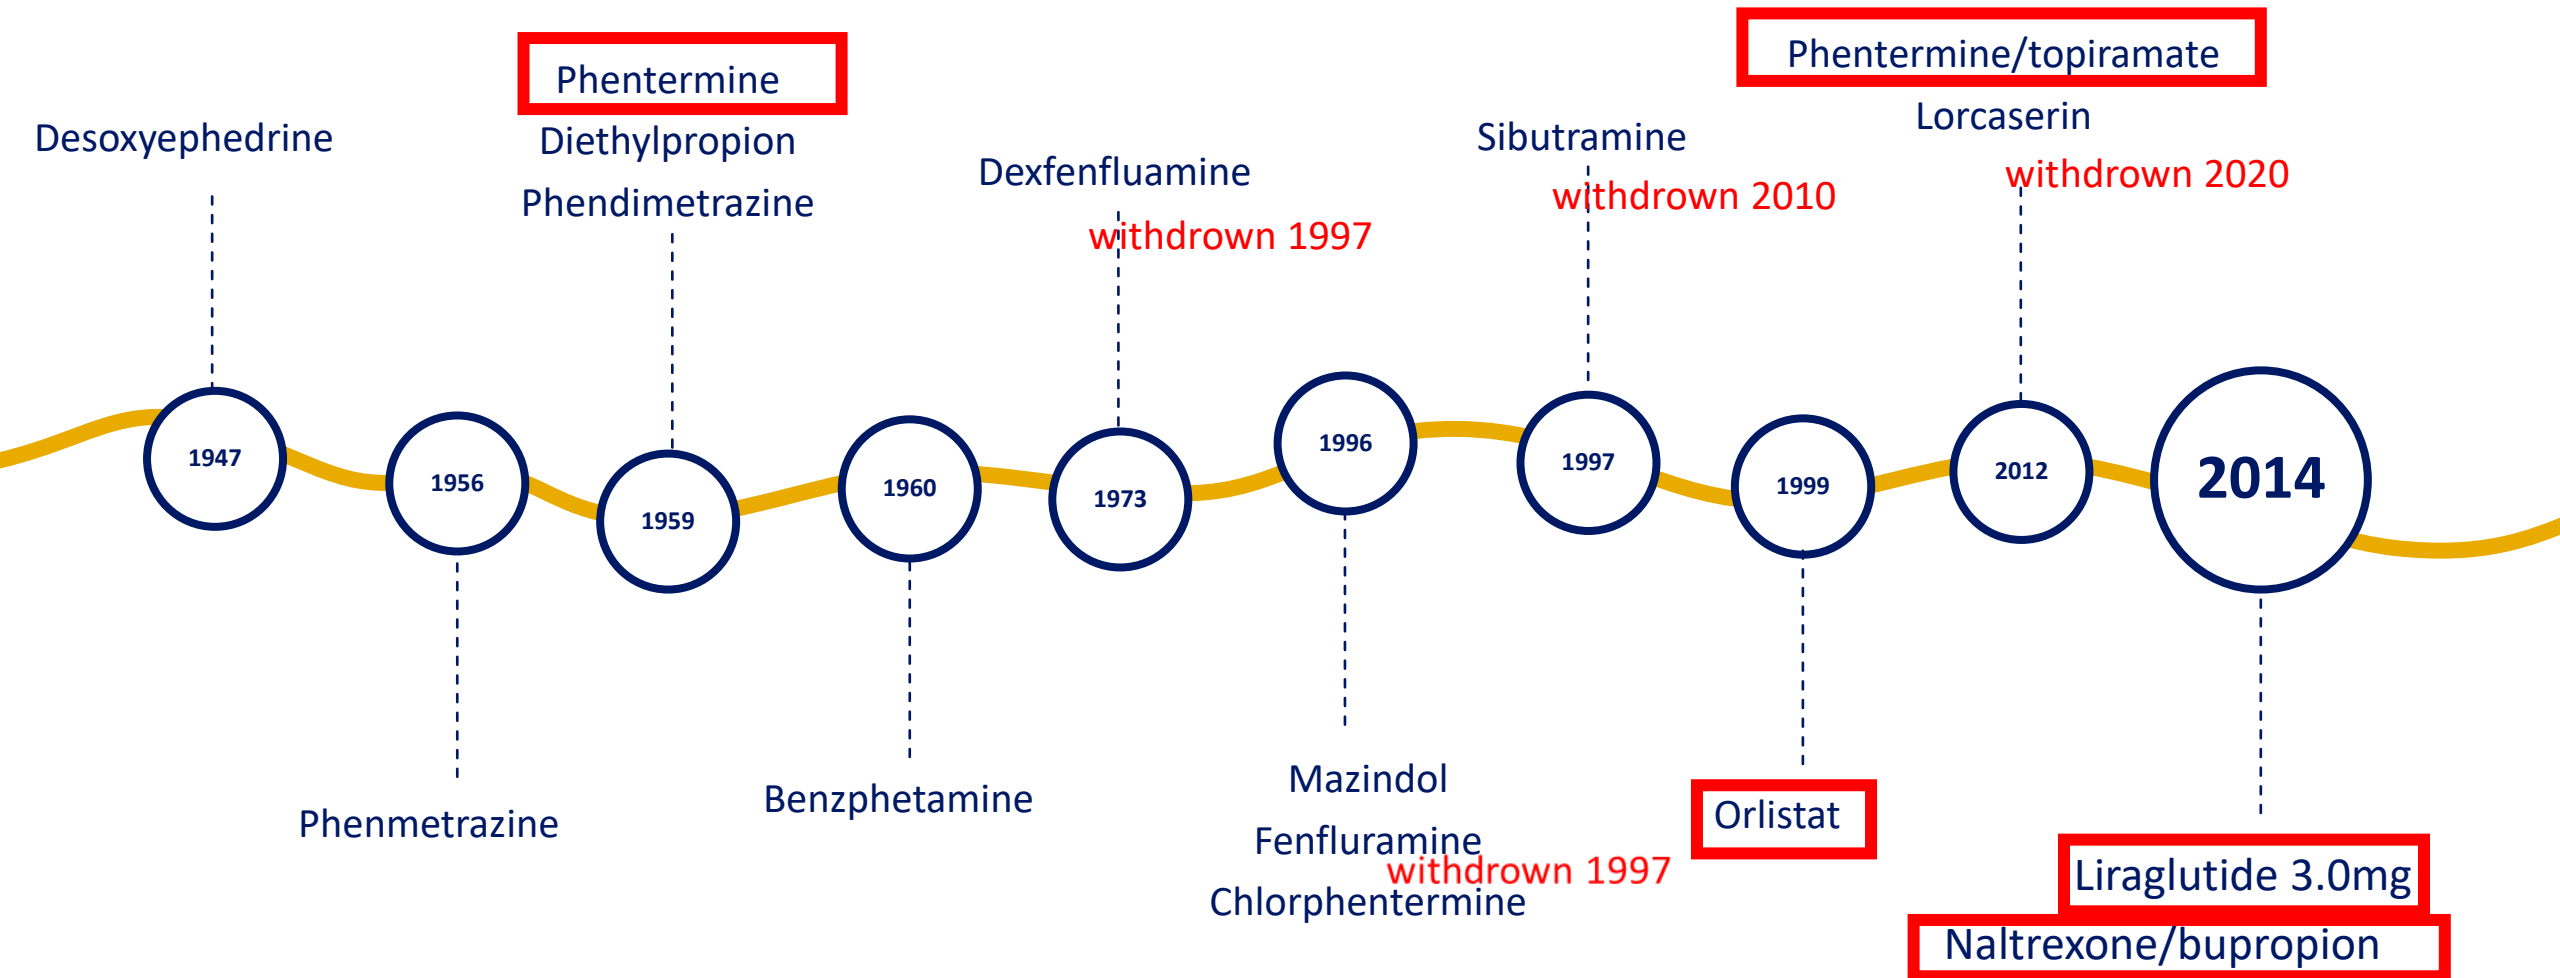 Desoxyephedrine
1947
1956
Phenmetrazine
Phentermine
Diethylpropion
Phendimetrazine
1959
1960
Benzphetamine
Dexfenfluamine
withdrown 1997
1973
1996
Mazindol
Fenfluramine
withdrown 1997
Chlorphentermine
Sibutramine
withdrown 2010
1997
1999
Orlistat
Phentermine/topiramate
Lorcaserin
withdrown 2020
2012
2014
Liraglutide 3.0mg
Naltrexone/bupropion